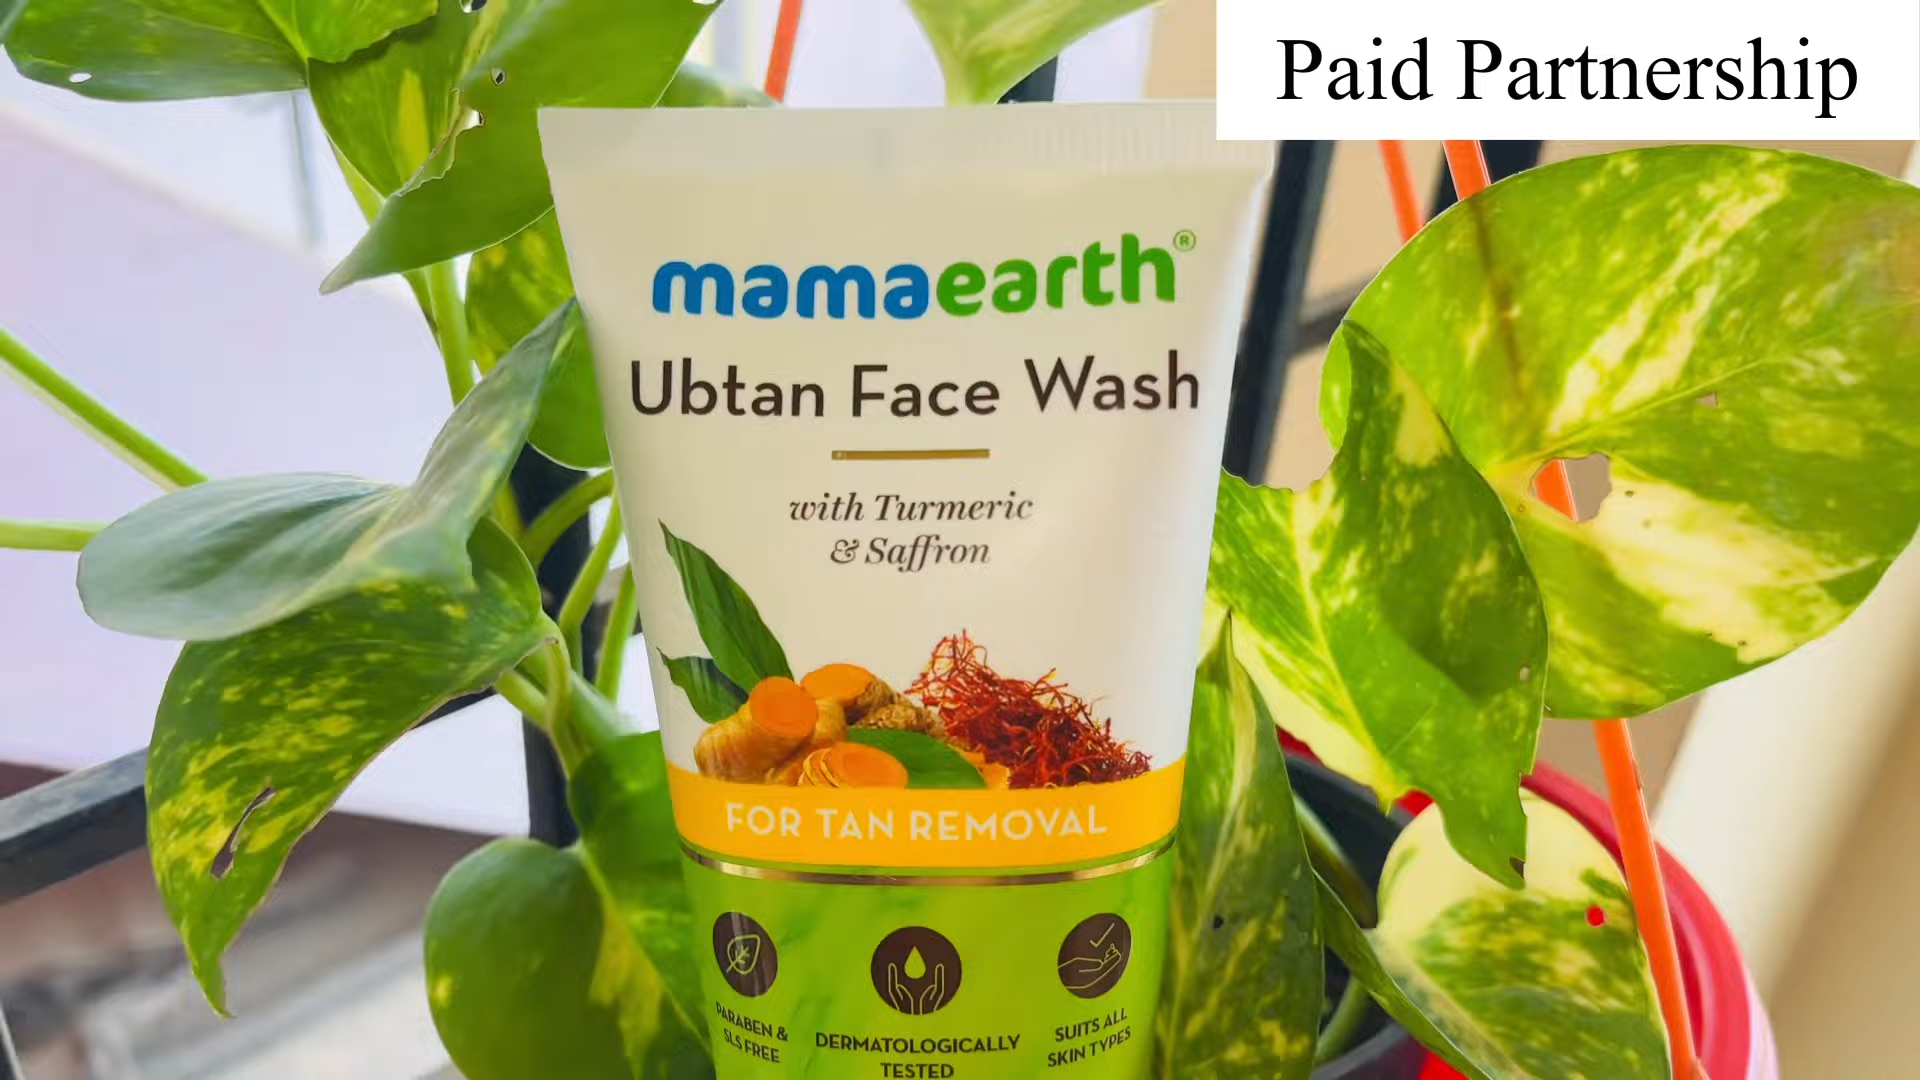 Paid Partnership
mamaearth®
Ubtan Face Wash
with Turmeric
& Saffron
FOR TAN REMOVAL
PARABEN &
SLS FREE
DERMATOLOGICALLY
TESTED
SUITS ALL
SKIN TYPES